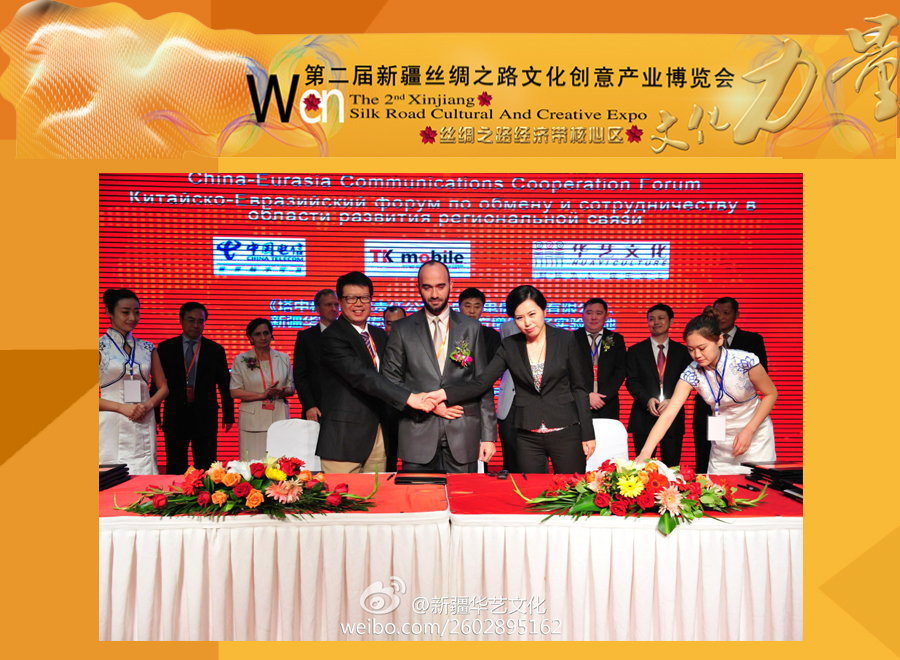 Wcn
第二届新疆丝绸之路文化创意产业博览会
The 2nd Xinjiang
Silk Road Cultural And Creative Expo
丝绸之路经济带核心区
文化力量
China-Eurasia Communications Cooperation Forum
Китайско-Евразийский форум по обмену и сотрудничеству в
области развития региональной связи
中国电信
CHINA TELECOM
TK mobile
华艺文化
HUAYICULTURE
@新疆华艺文化
weibo.com/2602895162